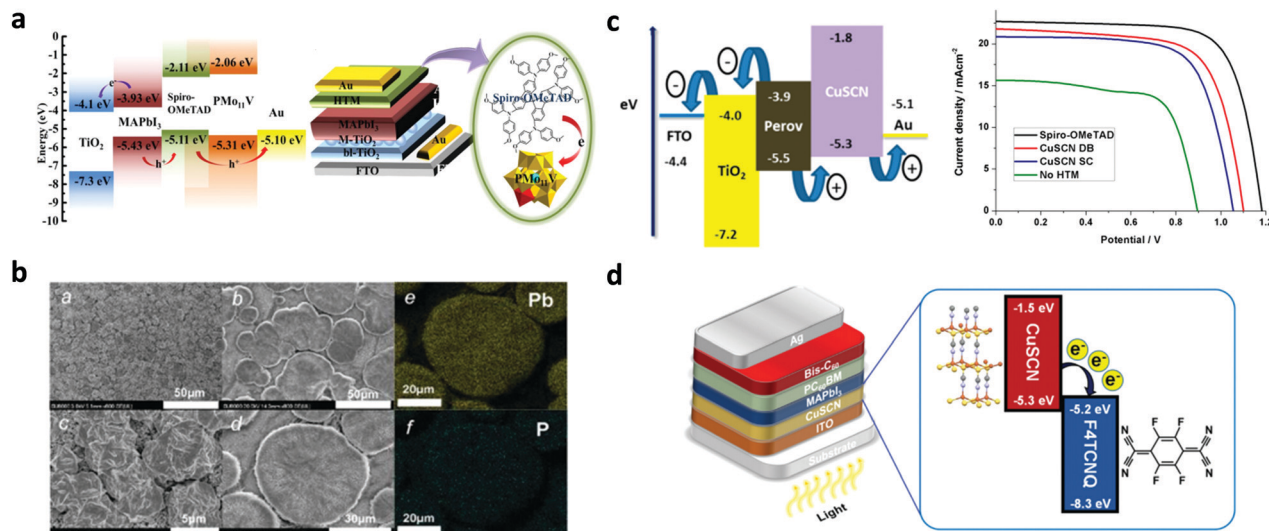 a
0
-1
-2
-3
-4
-5
-6
-7
-8
-9
-10
Energy (eV)
-4.1 eV
e-
-3.93 eV
-2.11 eV
-2.06 eV
Spiro-
OMeTAD
PMo11V
Au
TiO2
MAPbI3
-5.43 eV
-5.11 eV
-5.31 eV
-5.10 eV
h+
h+
-7.3 eV
Au
HTM
MAPbI3
M-TiO2
bl-TiO2
FTO
Au
Spiro-OMeTAD
e
PMo11V
b
a
50μm
b
50μm
c
5μm
d
30μm
e
Pb
20μm
f
P
20μm
c
eV
FTO
-4.4
-4.0
TiO2
-7.2
-3.9
Perov
-5.5
-1.8
CuSCN
-5.3
-5.1
Au
Current density / mAcm-2
20
15
10
5
0
Spiro-OMeTAD
CuSCN DB
CuSCN SC
No HTM
0.0
0.2
0.4
0.6
0.8
1.0
1.2
Potential / V
d
Ag
Bis-C60
PC60BM
MAPbI3
CuSCN
ITO
Substrate
Light
-1.5 eV
CuSCN
-5.3 eV
e-
e-
e-
-5.2 eV
F4TCNQ
-8.3 eV
N
N
F
F
F
F
N
N